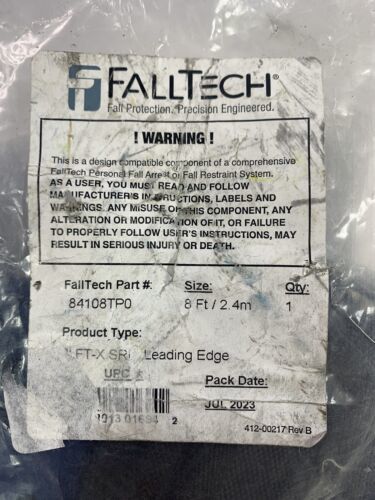 FALLTECH®
Fall Protection. Precision Engineered.
! WARNING !
This is a design compatible component of a comprehensive
FallTech Personal Fall Arrest or Fall Restraint System.
AS A USER, YOU MUST READ AND FOLLOW
MANUFACTURER'S INSTRUCTIONS, LABELS AND
WARNINGS. ANY MISUSE OF THIS COMPONENT, ANY
ALTERATION OR MODIFICATION OF IT, OR FAILURE
TO PROPERLY FOLLOW USER'S INSTRUCTIONS, MAY
RESULT IN SERIOUS INJURY OR DEATH.
FallTech Part #: Size: Qty:
84108TP0 8 Ft / 2.4m 1
Product Type:
Leading Edge
UPC Pack Date:
JUL 2023
2
412-00217 Rev B